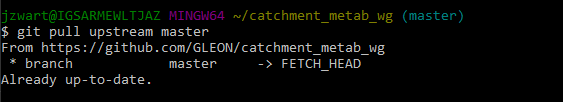 jzwart@IGSARMEWLTJAZ MINGW64 ~/catchment_metab_wg (master)
$ git pull upstream master
From https://github.com/GLEON/catchment_metab_wg
 * branch            master     -> FETCH_HEAD
Already up-to-date.